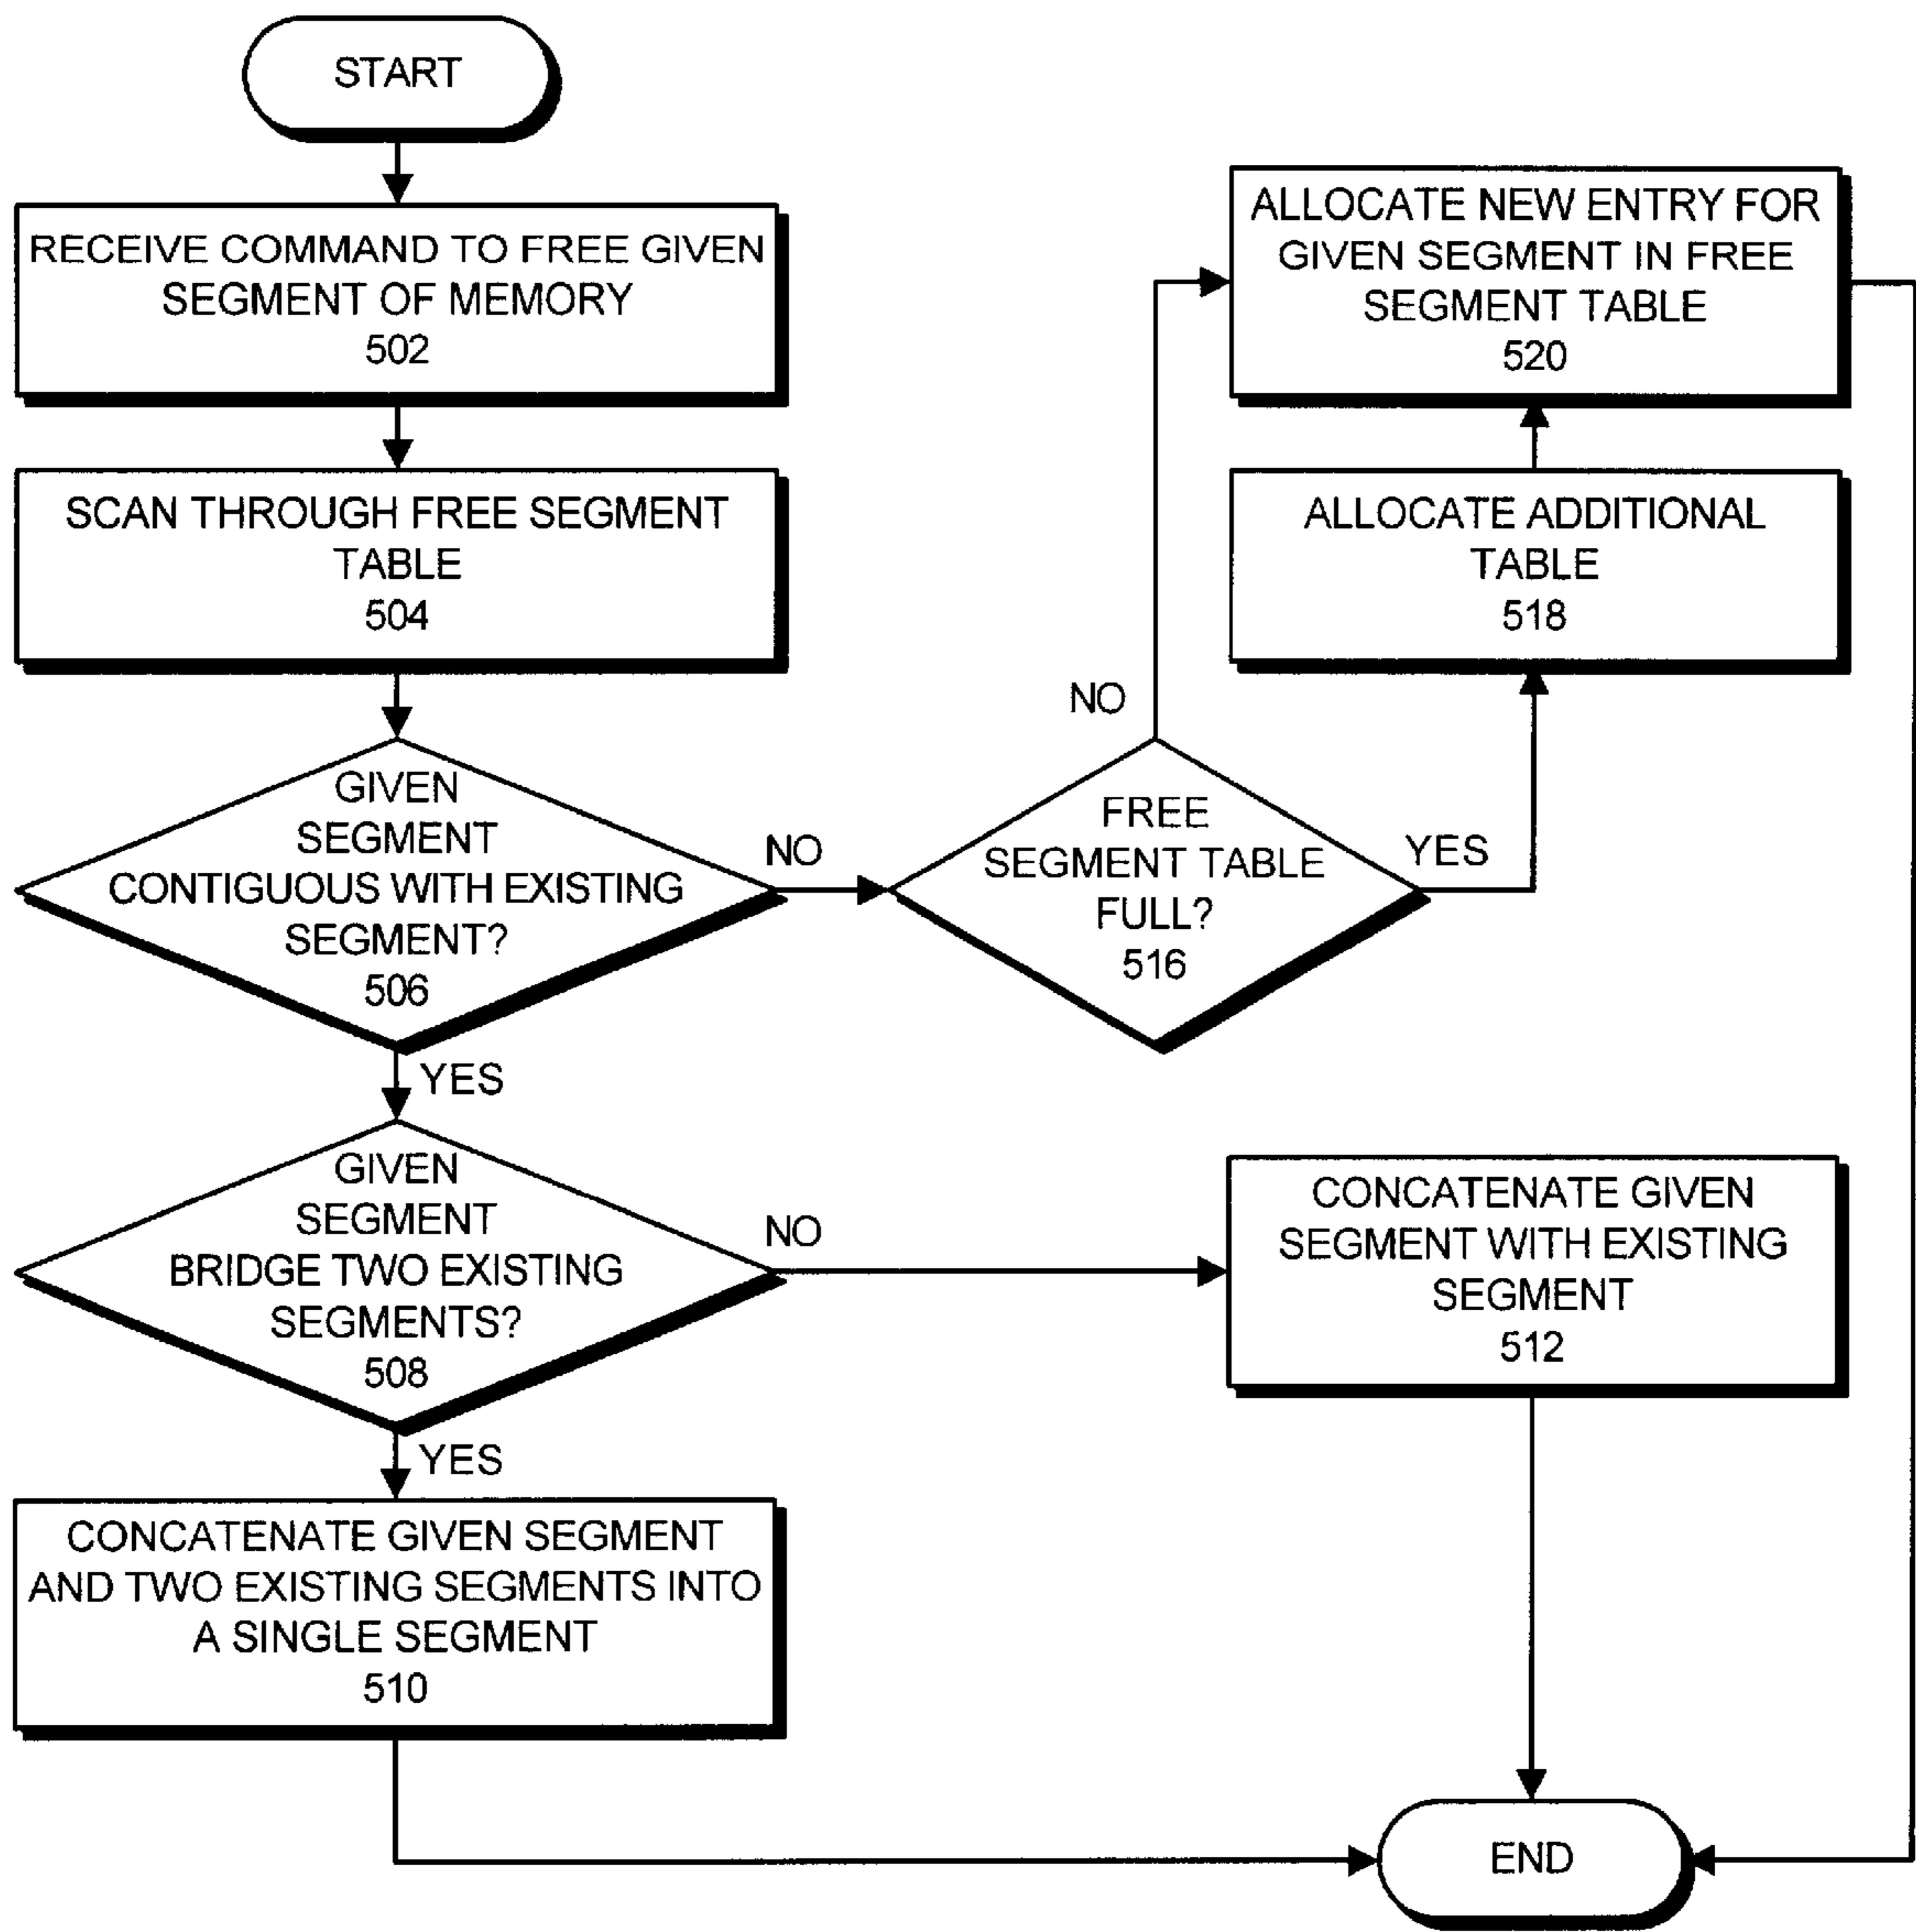 START
RECEIVE COMMAND TO FREE GIVEN
SEGMENT OF MEMORY
502
SCAN THROUGH FREE SEGMENT
TABLE
504
GIVEN
SEGMENT
CONTIGUOUS WITH EXISTING
SEGMENT?
506
NO
YES
FREE
SEGMENT TABLE
FULL?
516
NO
YES
ALLOCATE ADDITIONAL
TABLE
518
ALLOCATE NEW ENTRY FOR
GIVEN SEGMENT IN FREE
SEGMENT TABLE
520
GIVEN
SEGMENT
BRIDGE TWO EXISTING
SEGMENTS?
508
NO
YES
CONCATENATE GIVEN
SEGMENT WITH EXISTING
SEGMENT
512
CONCATENATE GIVEN SEGMENT
AND TWO EXISTING SEGMENTS INTO
A SINGLE SEGMENT
510
END